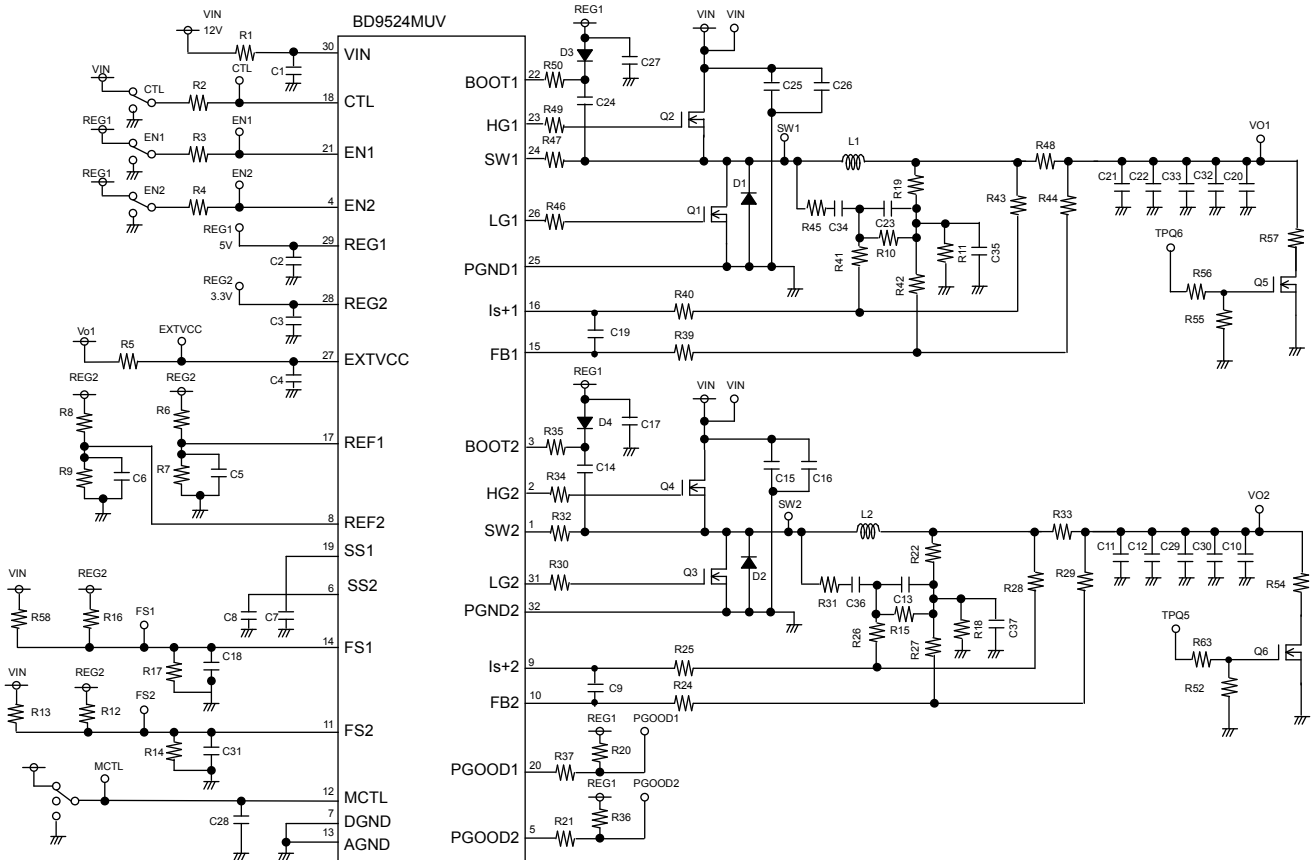 BD9524MUV
VIN
12V
R1
30
VIN
C1
VIN
CTL
R2
CTL
18
CTL
REG1
EN1
R3
EN1
21
EN1
REG1
EN2
R4
EN2
4
EN2
REG1
5V
29
REG1
C2
REG2
3.3V
28
REG2
C3
Vo1
R5
EXTVCC
27
EXTVCC
C4
REG2
R8
R9
C6
REG2
R6
R7
C5
17
REF1
8
REF2
19
SS1
6
SS2
C8
C7
VIN
R58
REG2
R16
FS1
14
FS1
R17
C18
VIN
R13
REG2
R12
FS2
11
FS2
R14
C31
MCTL
12
MCTL
C28
7
DGND
13
AGND
REG1
D3
C27
BOOT1
22
R50
C24
HG1
23
R49
SW1
24
R47
LG1
26
R46
PGND1
25
Is+1
16
R40
C19
FB1
15
R39
VIN
VIN
C25
C26
Q2
Q1
D1
SW1
L1
R45
C34
C23
R19
R10
R41
R11
C35
R42
R43
R48
R44
C21
C22
C33
C32
C20
VO1
R57
TPQ6
R56
R55
Q5
REG1
D4
C17
BOOT2
3
R35
C14
HG2
2
R34
SW2
1
R32
LG2
31
R30
PGND2
32
Is+2
9
R25
C9
FB2
10
R24
VIN
VIN
C15
C16
Q4
Q3
D2
SW2
L2
R31
C36
C13
R22
R15
R26
R18
C37
R27
R28
R33
R29
C11
C12
C29
C30
C10
VO2
R54
TPQ5
R63
R52
Q6
PGOOD1
20
R37
REG1
R20
PGOOD1
PGOOD2
5
R21
REG1
R36
PGOOD2